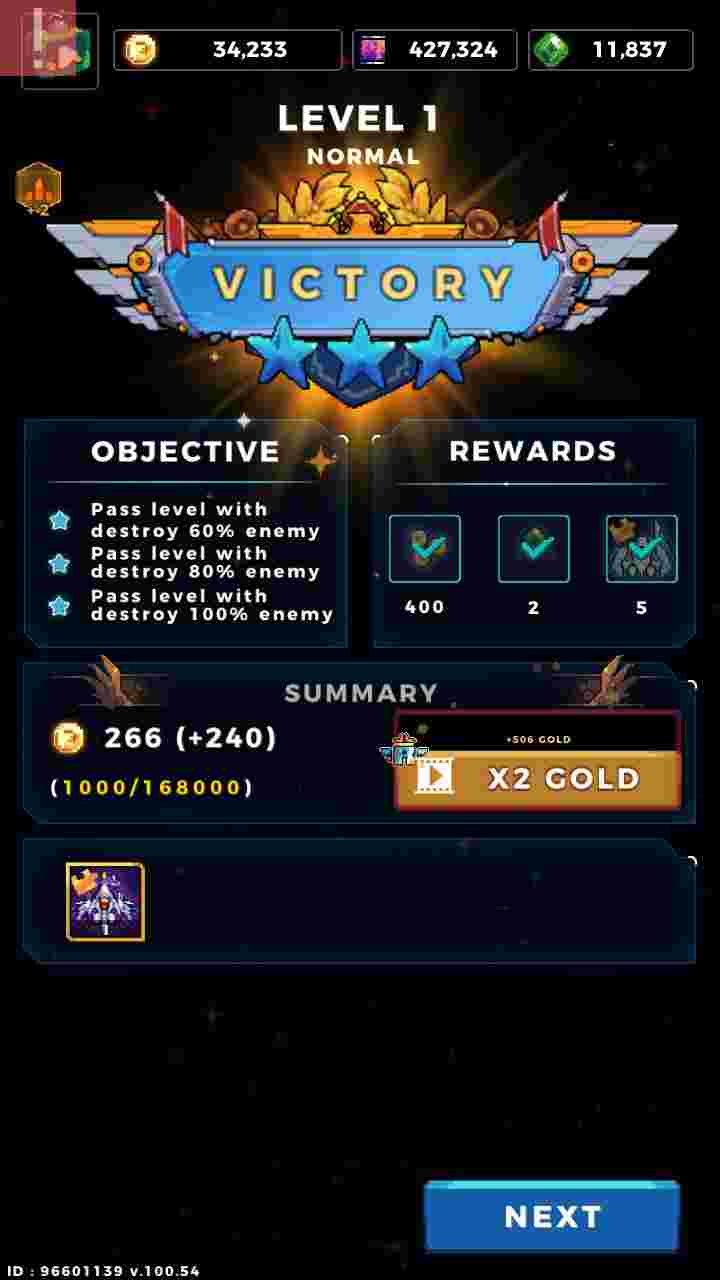 34,233
427,324
11,837
LEVEL 1
NORMAL
+2
VICTORY
OBJECTIVE
Pass level with
destroy 60% enemy
Pass level with
destroy 80% enemy
Pass level with
destroy 100% enemy
REWARDS
400
2
5
SUMMARY
266 (+240)
(1000/168000)
+506 GOLD
X2 GOLD
NEXT
ID : 96601139 v.100.54